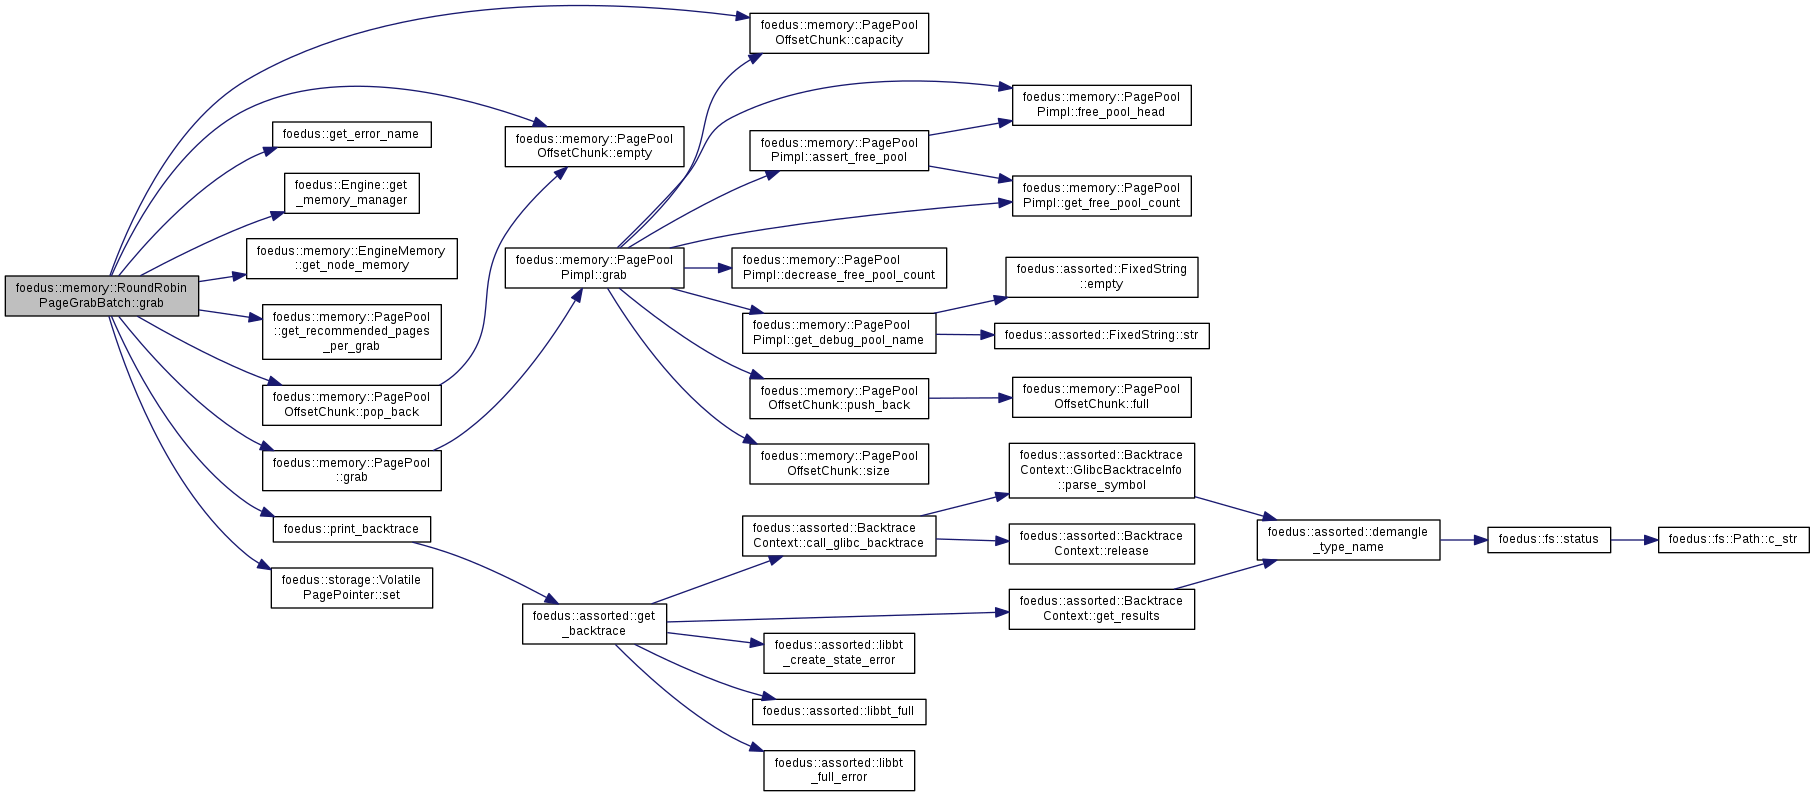 foedus::memory::RoundRobin
PageGrabBatch::grab
foedus::get_error_name
foedus::Engine::get
_memory_manager
foedus::memory::EngineMemory
::get_node_memory
foedus::memory::PagePool
::get_recommended_pages
_per_grab
foedus::memory::PagePool
OffsetChunk::pop_back
foedus::memory::PagePool
::grab
foedus::print_backtrace
foedus::storage::Volatile
PagePointer::set
foedus::memory::PagePool
OffsetChunk::empty
foedus::memory::PagePool
Pimpl::grab
foedus::assorted::get
_backtrace
foedus::memory::PagePool
OffsetChunk::capacity
foedus::memory::PagePool
Pimpl::assert_free_pool
foedus::memory::PagePool
Pimpl::decrease_free_pool_count
foedus::memory::PagePool
Pimpl::get_debug_pool_name
foedus::memory::PagePool
OffsetChunk::push_back
foedus::memory::PagePool
OffsetChunk::size
foedus::assorted::Backtrace
Context::call_glibc_backtrace
foedus::assorted::libbt
_create_state_error
foedus::assorted::libbt_full
foedus::assorted::libbt
_full_error
foedus::memory::PagePool
Pimpl::free_pool_head
foedus::memory::PagePool
Pimpl::get_free_pool_count
foedus::assorted::FixedString
::empty
foedus::assorted::FixedString::str
foedus::memory::PagePool
OffsetChunk::full
foedus::assorted::Backtrace
Context::GlibcBacktraceInfo
::parse_symbol
foedus::assorted::Backtrace
Context::release
foedus::assorted::Backtrace
Context::get_results
foedus::assorted::demangle
_type_name
foedus::fs::status
foedus::fs::Path::c_str